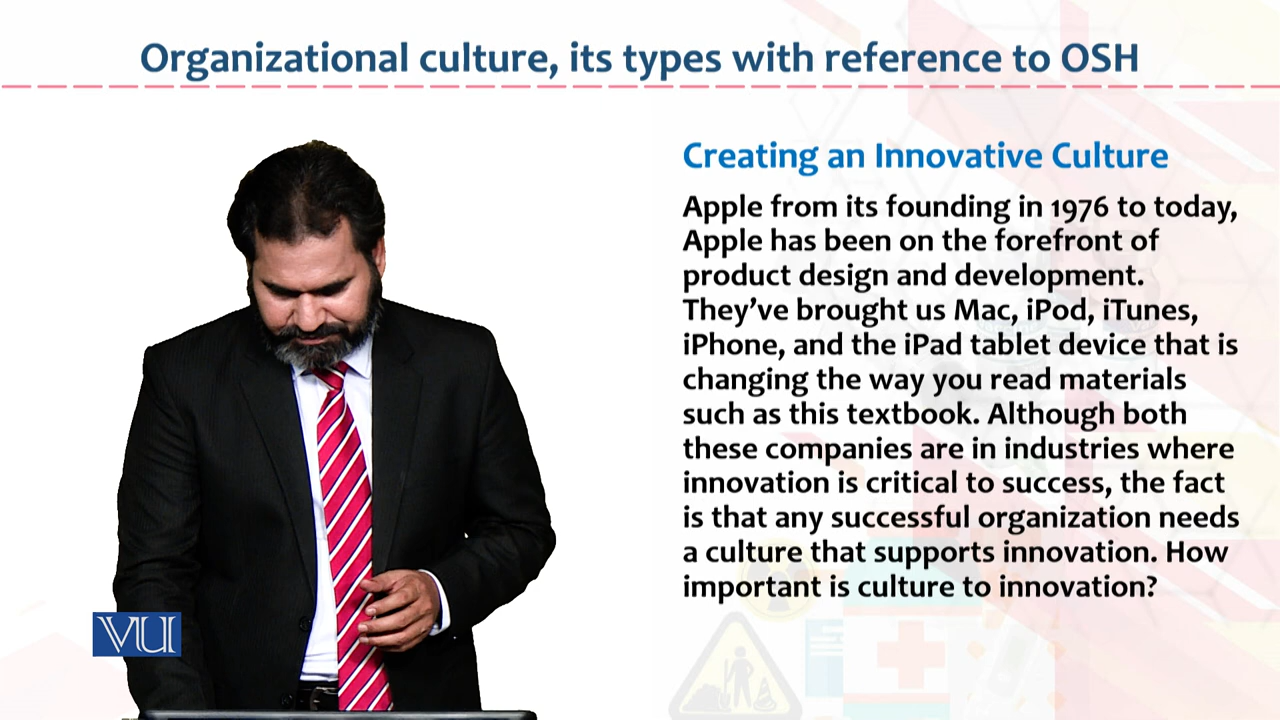 Organizational culture, its types with reference to OSH
Creating an Innovative Culture
Apple from its founding in 1976 to today,
Apple has been on the forefront of
product design and development.
They've brought us Mac, iPod, iTunes,
iPhone, and the iPad tablet device that is
changing the way you read materials
such as this textbook. Although both
these companies are in industries where
innovation is critical to success, the fact
is that any successful organization needs
a culture that supports innovation. How
important is culture to innovation?
VU